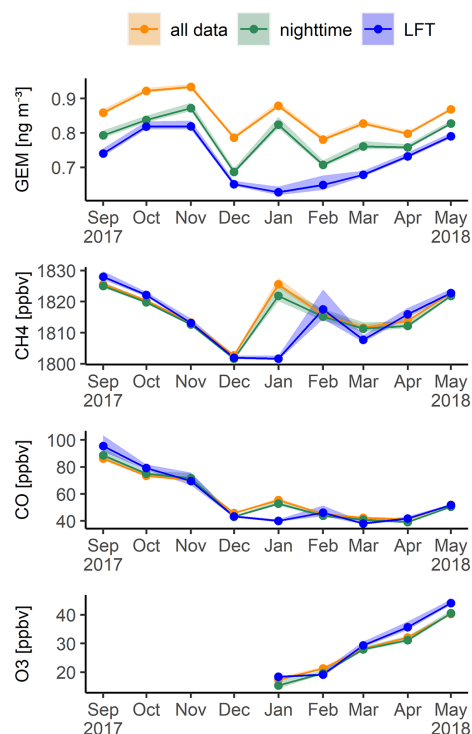 all data nighttime LFT
GEM [ng m⁻³]
0.9
0.8
0.7
Sep Oct Nov Dec Jan Feb Mar Apr May
2017 2018
CH4 [ppbv]
1830
1820
1810
1800
Sep Oct Nov Dec Jan Feb Mar Apr May
2017 2018
CO [ppbv]
100
80
60
40
Sep Oct Nov Dec Jan Feb Mar Apr May
2017 2018
O3 [ppbv]
40
30
20
Sep Oct Nov Dec Jan Feb Mar Apr May
2017 2018